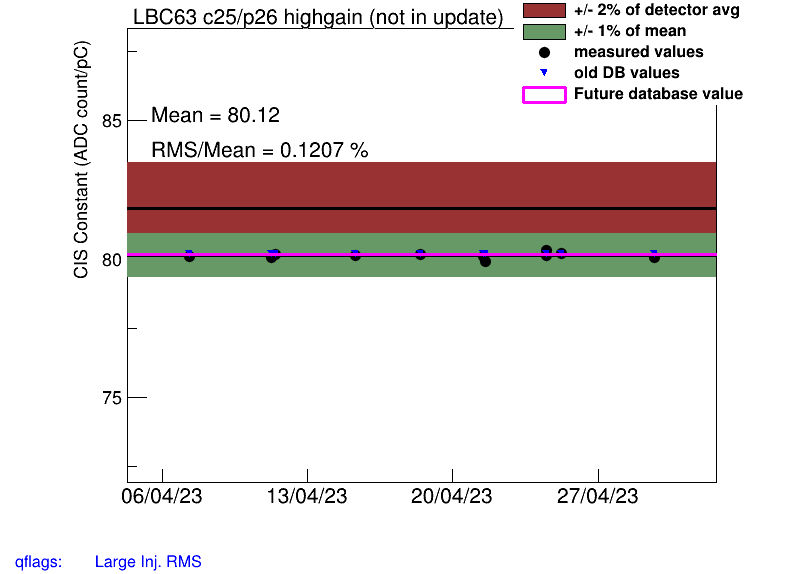 LBC63 c25/p26 highgain (not in update)
+/- 2% of detector avg
+/- 1% of mean
measured values
old DB values
Future database value
CIS Constant (ADC count/pC)
85
80
75
Mean = 80.12
RMS/Mean = 0.1207 %
06/04/23 13/04/23 20/04/23 27/04/23
qflags: Large Inj. RMS